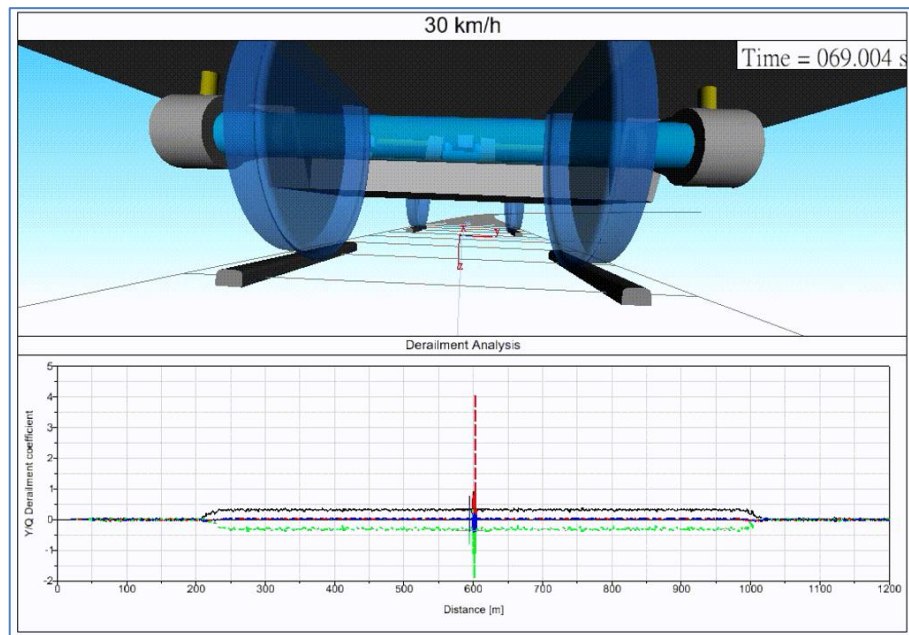 30 km/h
Time = 069.004 s
x
y
z
Derailment Analysis
Y/Q Derailment coefficient
5
4
3
2
1
0
-1
-2
0 100 200 300 400 500 600 700 800 900 1000 1100 1200
Distance [m]